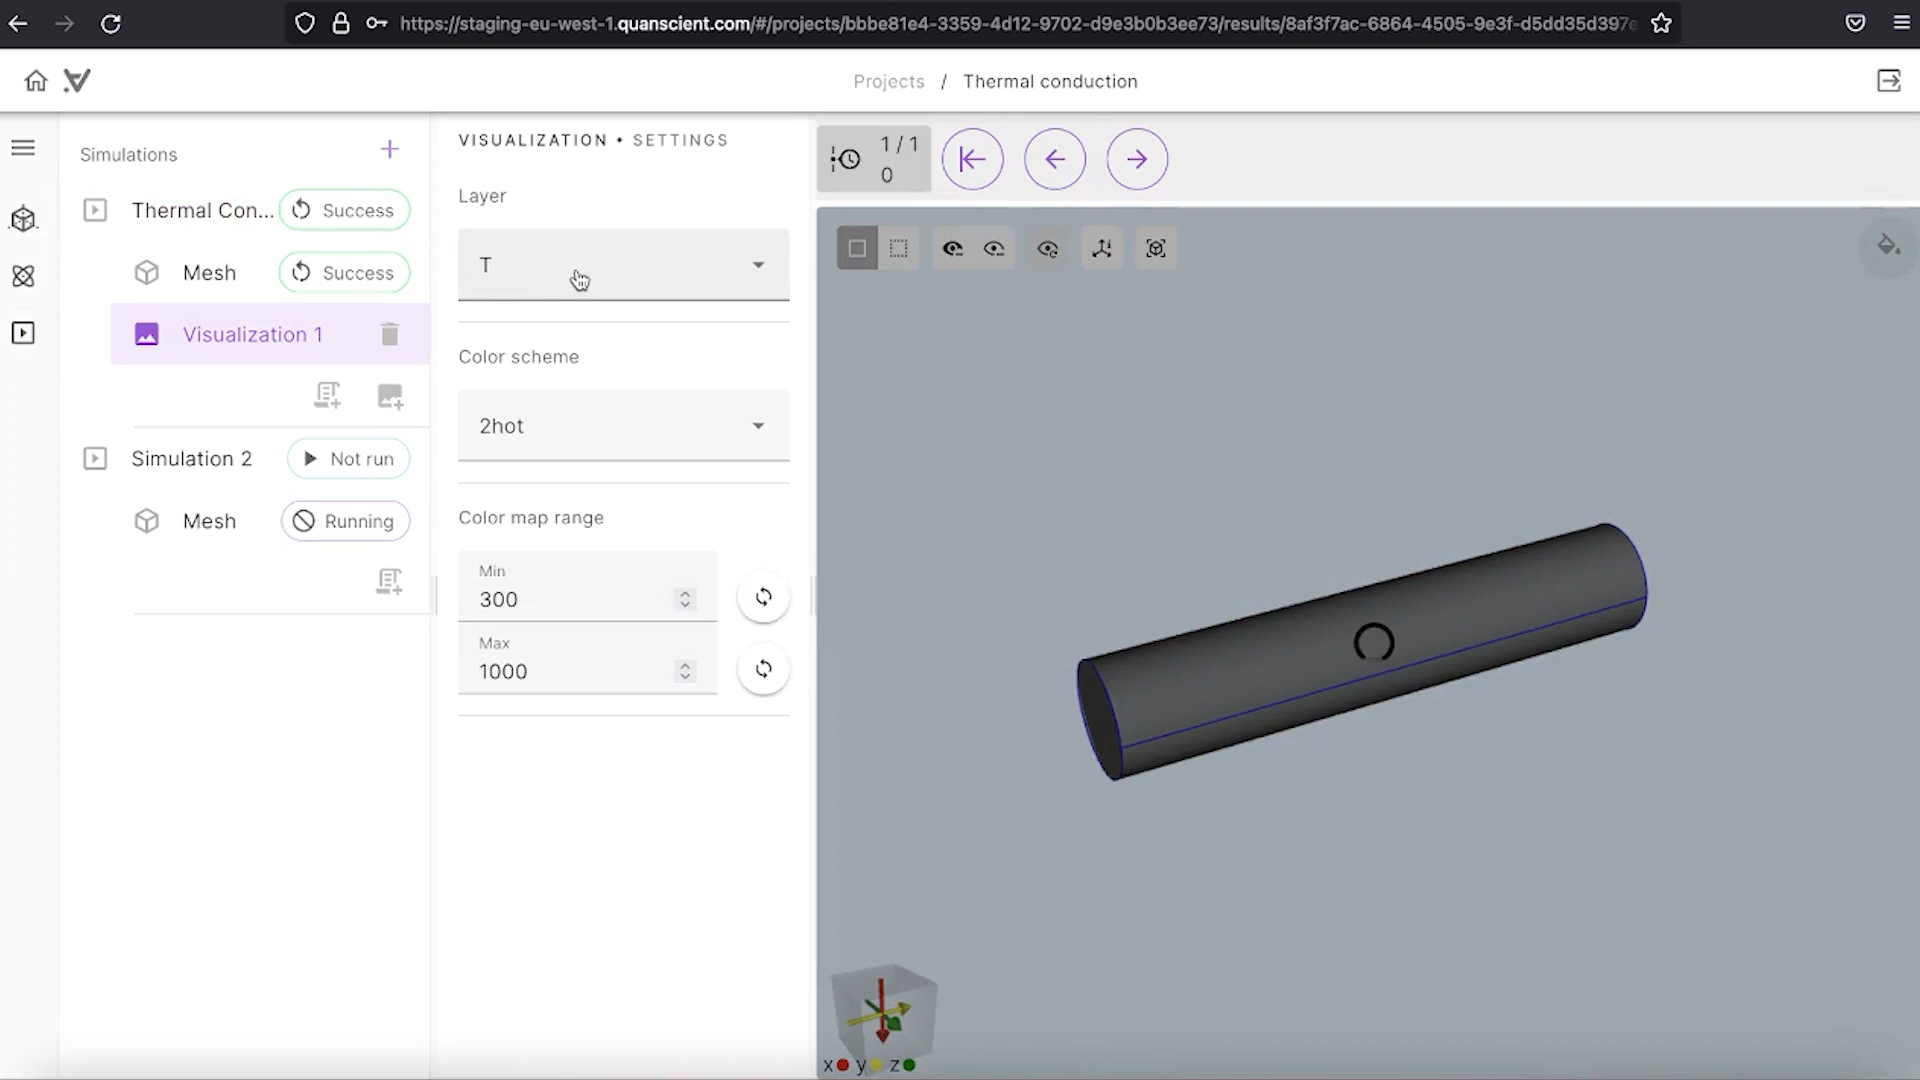 https://staging-eu-west-1.quanscient.com/#/projects/bbbe81e4-3359-4d12-9702-d9e3b0b3ee73/results/8af3f7ac-6864-4505-9e3f-d5dd35d397e
Projects / Thermal conduction
Simulations
Thermal Con... Success
Mesh Success
Visualization 1
Simulation 2 Not run
Mesh Running
VISUALIZATION • SETTINGS
Layer
T
Color scheme
2hot
Color map range
Min
300
Max
1000
1 / 1
0
x y z